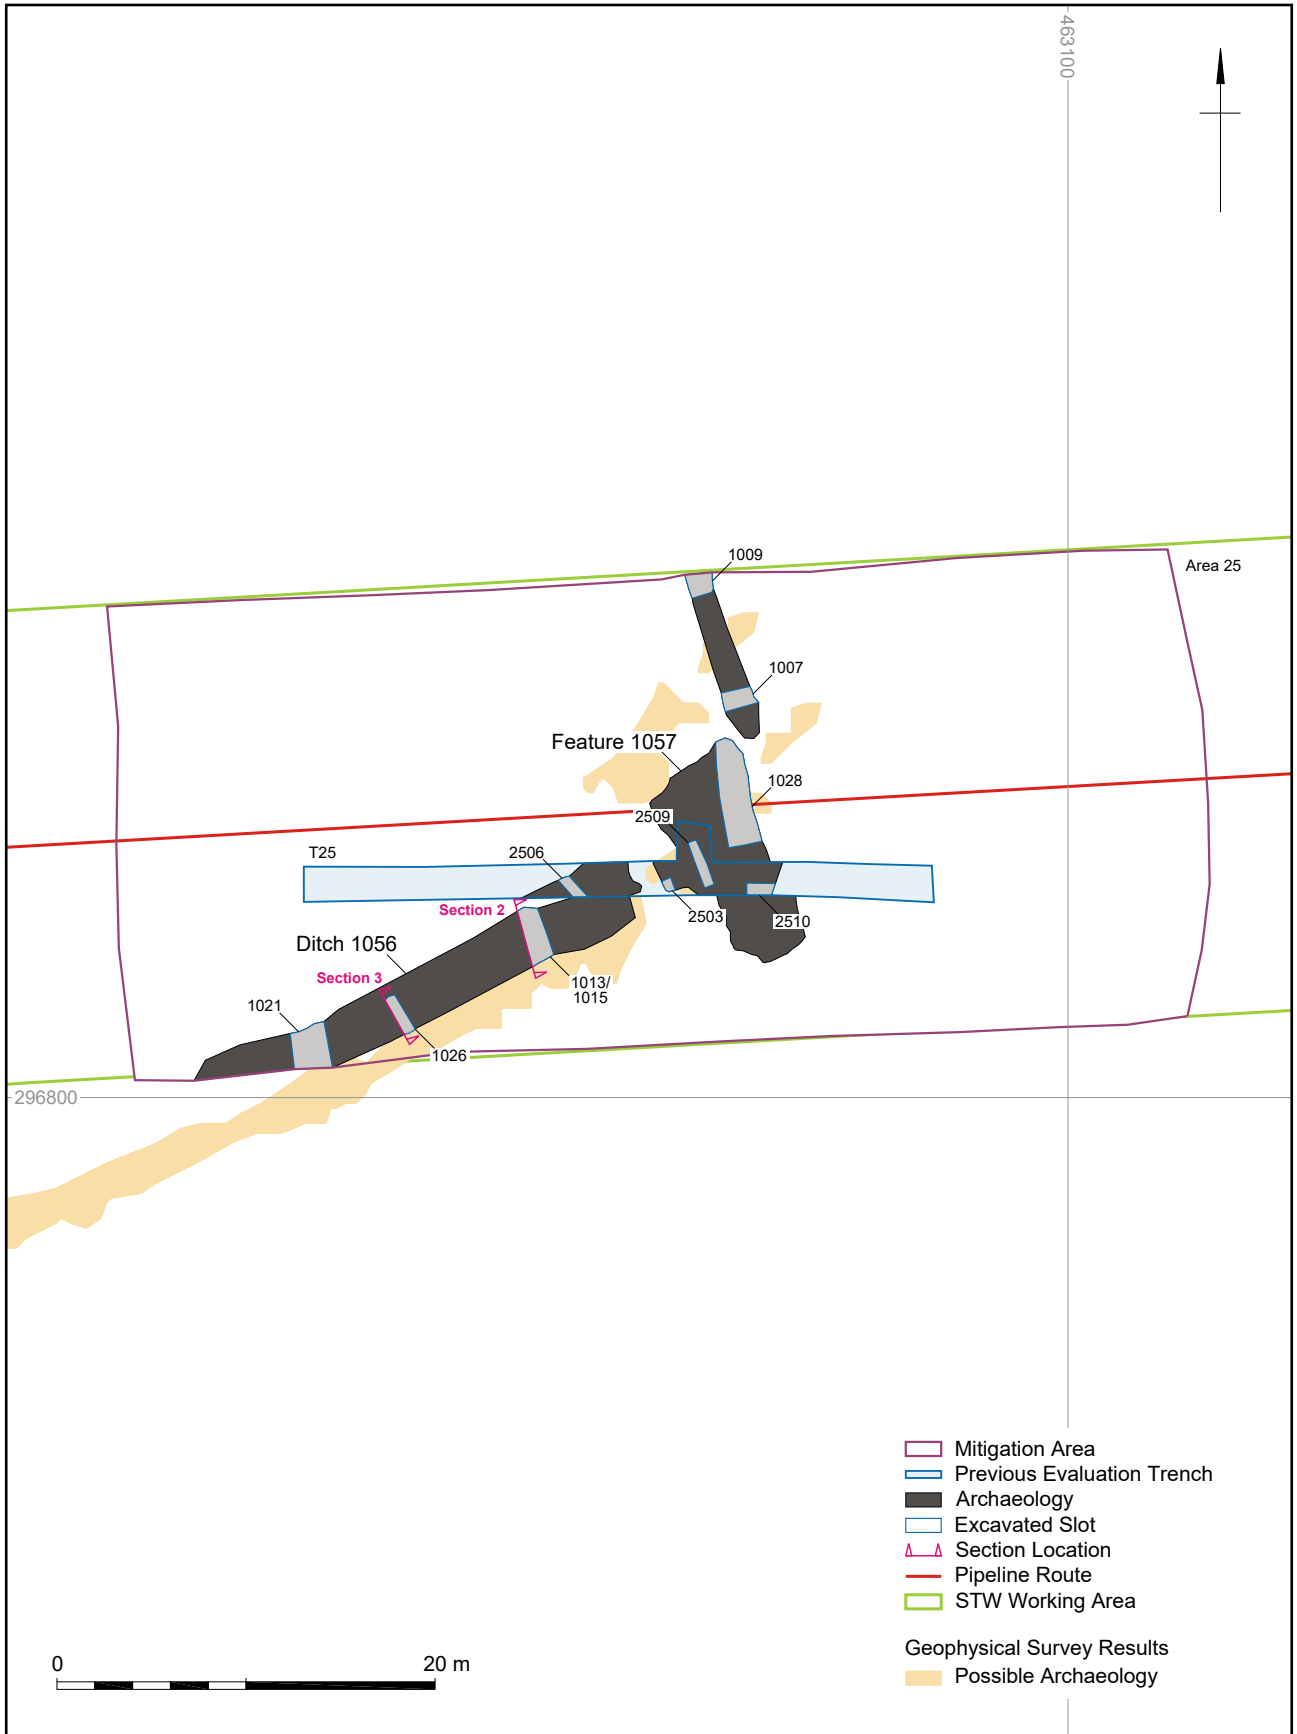 463100
1009
Area 25
1007
Feature 1057
1028
2509
T25
2506
Section 2
2503
2510
Ditch 1056
Section 3
1013/
1015
1021
1026
296800
Mitigation Area
Previous Evaluation Trench
Archaeology
Excavated Slot
Section Location
Pipeline Route
STW Working Area
Geophysical Survey Results
Possible Archaeology
0 20 m